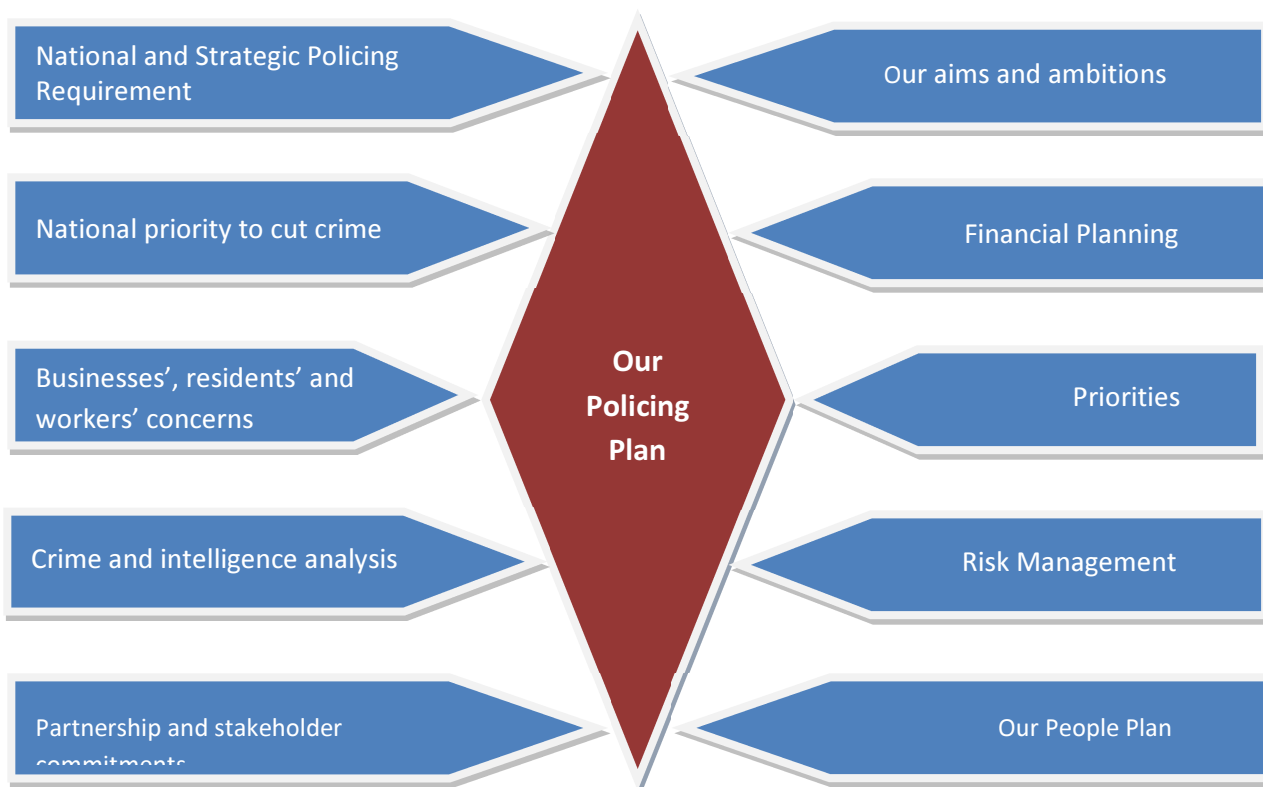 National and Strategic Policing
Requirement
Our aims and ambitions
National priority to cut crime
Financial Planning
Businesses’, residents’ and
workers’ concerns
Our
Policing
Plan
Priorities
Crime and intelligence analysis
Risk Management
Partnership and stakeholder
commitments
Our People Plan